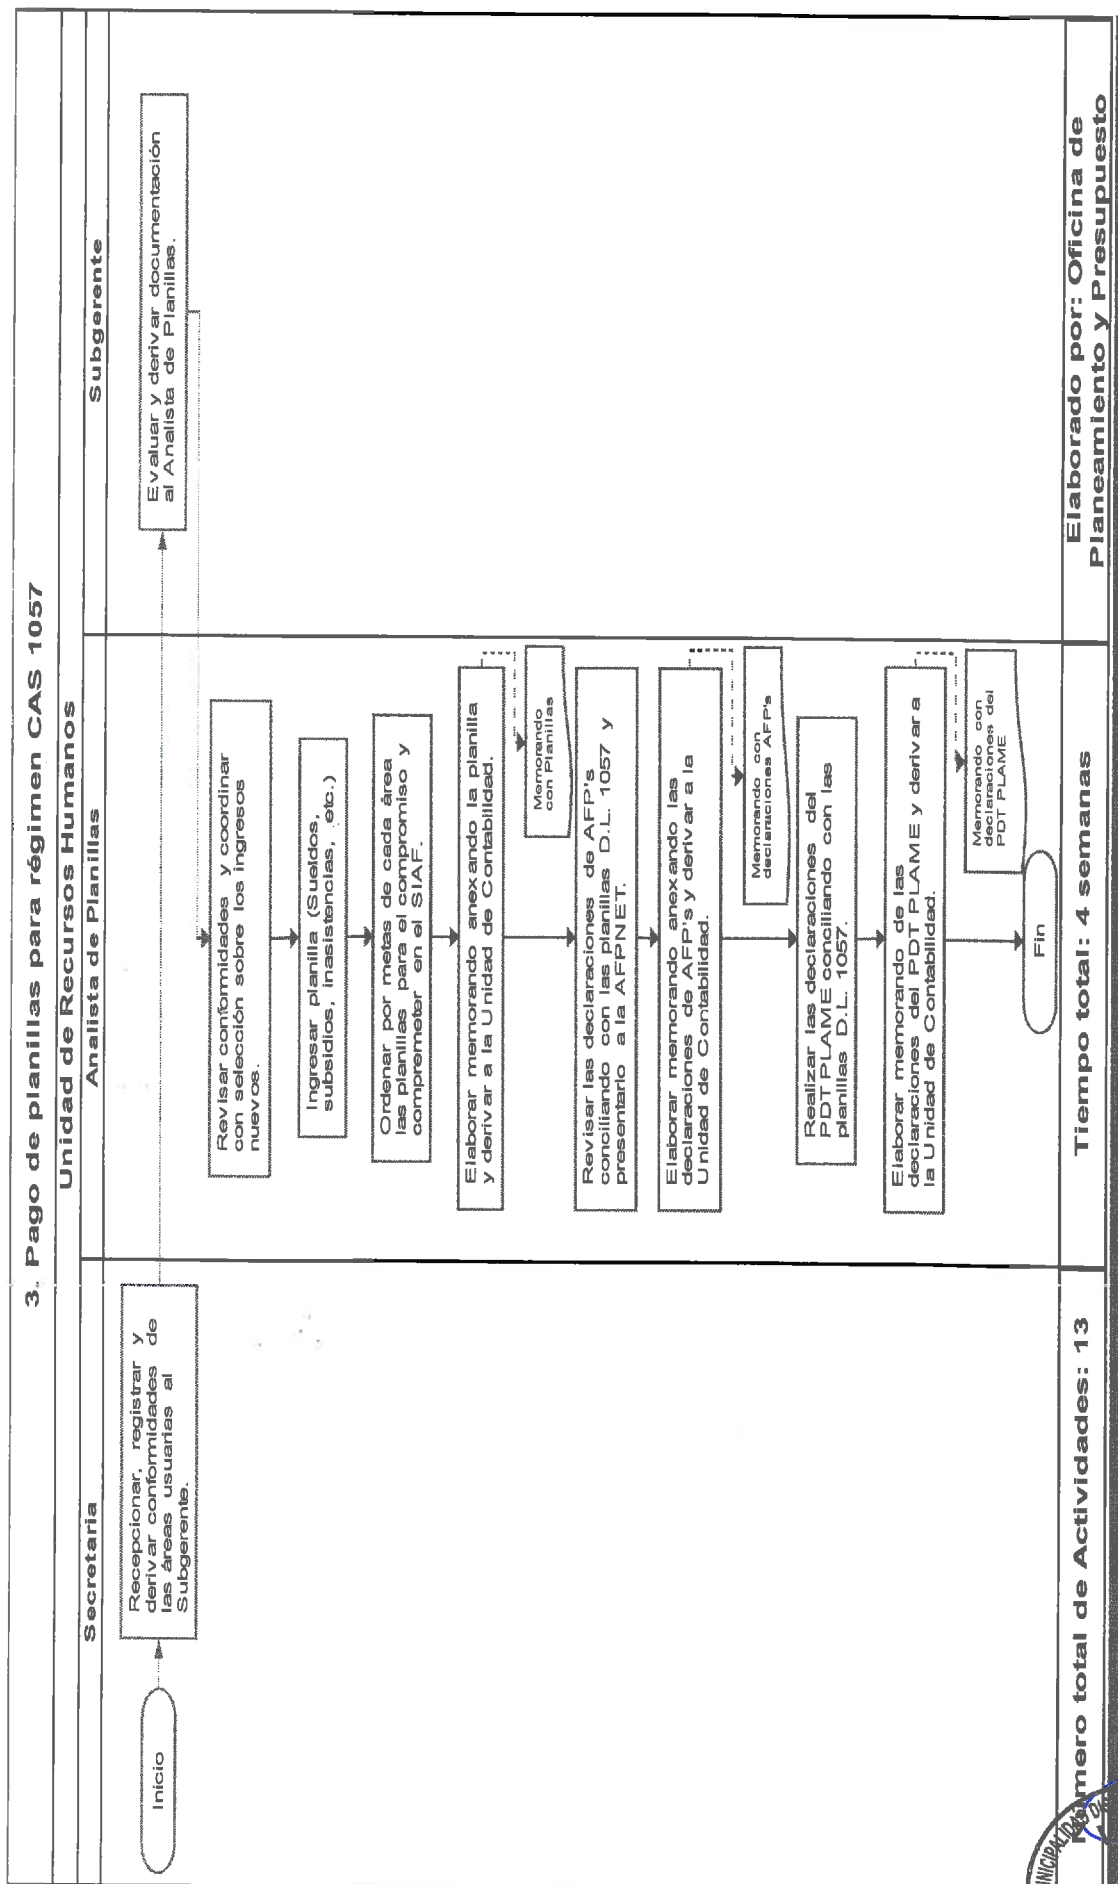 3. Pago de planillas para régimen CAS 1057
Unidad de Recursos Humanos
Secretaria
Analista de Planillas
Subgerente
Inicio
Recepcionar, registrar y
derivar conformidades de
las áreas usuarias al
Subgerente.
Evaluar y derivar documentación
al Analista de Planillas.
Revisar conformidades y coordinar
con selección sobre los ingresos
nuevos.
Ingresar planilla (Sueldos,
subsidios, inasistencias, etc.)
Ordenar por metas de cada área
las planillas para el compromiso y
comprometer en el SIAF.
Elaborar memorando anexando la planilla
y derivar a la Unidad de Contabilidad.
Memorando
con Planillas
Revisar las declaraciones de AFP's
conciliando con las planillas D.L. 1057 y
presentarlo a la AFPNET.
Elaborar memorando anexando las
declaraciones de AFP's y derivar a la
Unidad de Contabilidad.
Memorando con
declaraciones AFP's
Realizar las declaraciones del
PDT PLAME conciliando con las
planillas D.L. 1057.
Elaborar memorando de las
declaraciones del PDT PLAME y derivar a
la Unidad de Contabilidad.
Memorando con
declaraciones del
PDT PLAME
Fin
mero total de Actividades: 13
Tiempo total: 4 semanas
Elaborado por: Oficina de
Planeamiento y Presupuesto